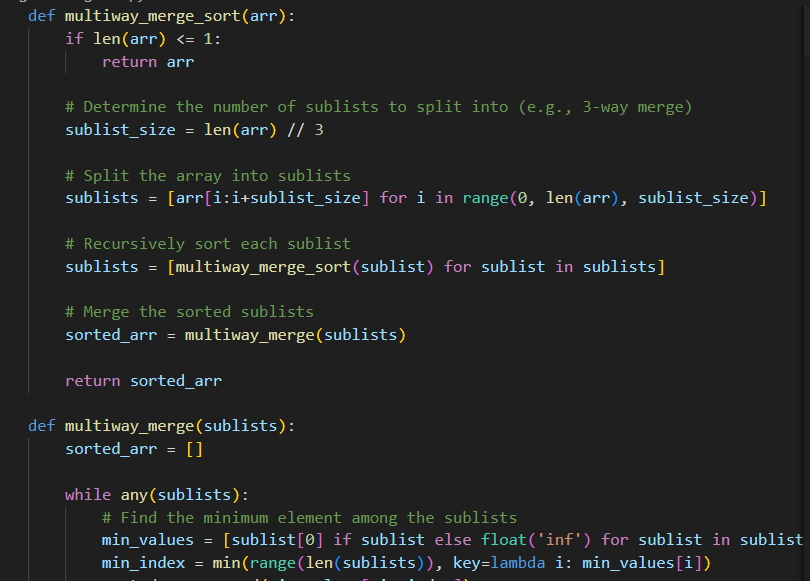 def multiway_merge_sort(arr):
    if len(arr) <= 1:
        return arr

    # Determine the number of sublists to split into (e.g., 3-way merge)
    sublist_size = len(arr) // 3

    # Split the array into sublists
    sublists = [arr[i:i+sublist_size] for i in range(0, len(arr), sublist_size)]

    # Recursively sort each sublist
    sublists = [multiway_merge_sort(sublist) for sublist in sublists]

    # Merge the sorted sublists
    sorted_arr = multiway_merge(sublists)

    return sorted_arr

def multiway_merge(sublists):
    sorted_arr = []

    while any(sublists):
        # Find the minimum element among the sublists
        min_values = [sublist[0] if sublist else float('inf') for sublist in sublist
        min_index = min(range(len(sublists)), key=lambda i: min_values[i])